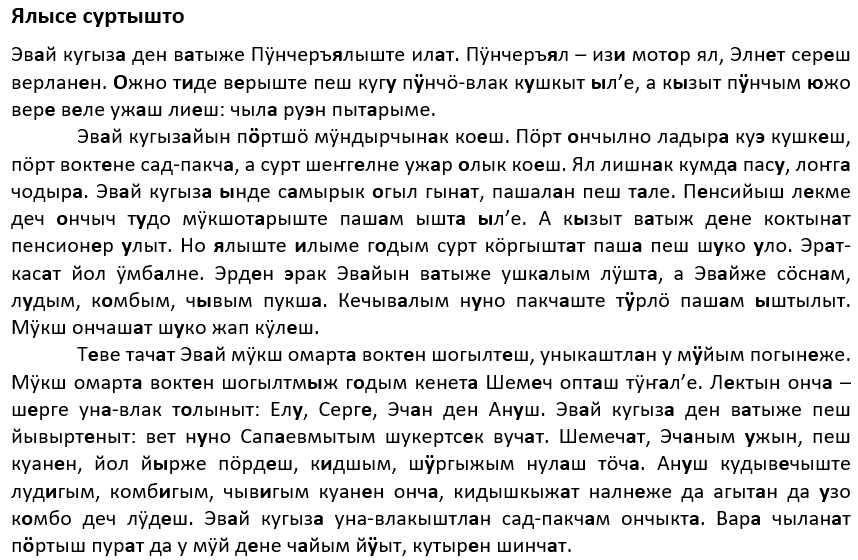 Ялысе суртышто
Эвай кугыза ден ватыже Пӱнчеръялыште илат. Пӱнчеръял – изи мотор ял, Элнет сереш
верланен. Ожно тиде верыште пеш кугу пӱнчӧ-влак кушкыт ыл’е, а кызыт пӱнчым южо
вере веле ужаш лиеш: чыла руэн пытарыме.
Эвай кугызайын пӧртшӧ мӱндырчынак коеш. Пӧрт ончылно ладыра куэ кушкеш,
пӧрт воктене сад-пакча, а сурт шеҥгелне ужар олык коеш. Ял лишнак кумда пасу, лоҥга
чодыра. Эвай кугыза ынде самырык огыл гынат, пашалан пеш тале. Пенсийыш лекме
деч ончыч тудо мӱкшотарыште пашам ышта ыл’е. А кызыт ватыж дене коктынат
пенсионер улыт. Но ялыште илыме годым сурт кӧргыштат паша пеш шуко уло. Эрат-
касат йол ӱмбалне. Эрден эрак Эвайын ватыже ушкалым лӱшта, а Эвайже сӧснам,
лудым, комбым, чывым пукша. Кечывалым нуно пакчаште тӱрлӧ пашам ыштылыт.
Мӱкш ончашат шуко жап кӱлеш.
Теве тачат Эвай мӱкш омарта воктен шогылтеш, уныкаштлан у мӱйым погынеже.
Мӱкш омарта воктен шогылтмыж годым кенета Шемеч опташ тӱҥал’е. Лектын онча –
шерге уна-влак толыныт: Елу, Серге, Эчан ден Ануш. Эвай кугыза ден ватыже пеш
йывыртеныт: вет нуно Сапаевмытым шукертсек вучат. Шемечат, Эчаным ужын, пеш
куанен, йол йырже пӧрдеш, кидшым, шӱргыжым нулаш тӧча. Ануш кудывечыште
лудигым, комбигым, чывигым куанен онча, кидышкыжат налнеже да агытан да узо
комбо деч лӱдеш. Эвай кугыза уна-влакыштлан сад-пакчам ончыкта. Вара чыланат
пӧртыш пурат да у мӱй дене чайым йӱыт, кутырен шинчат.